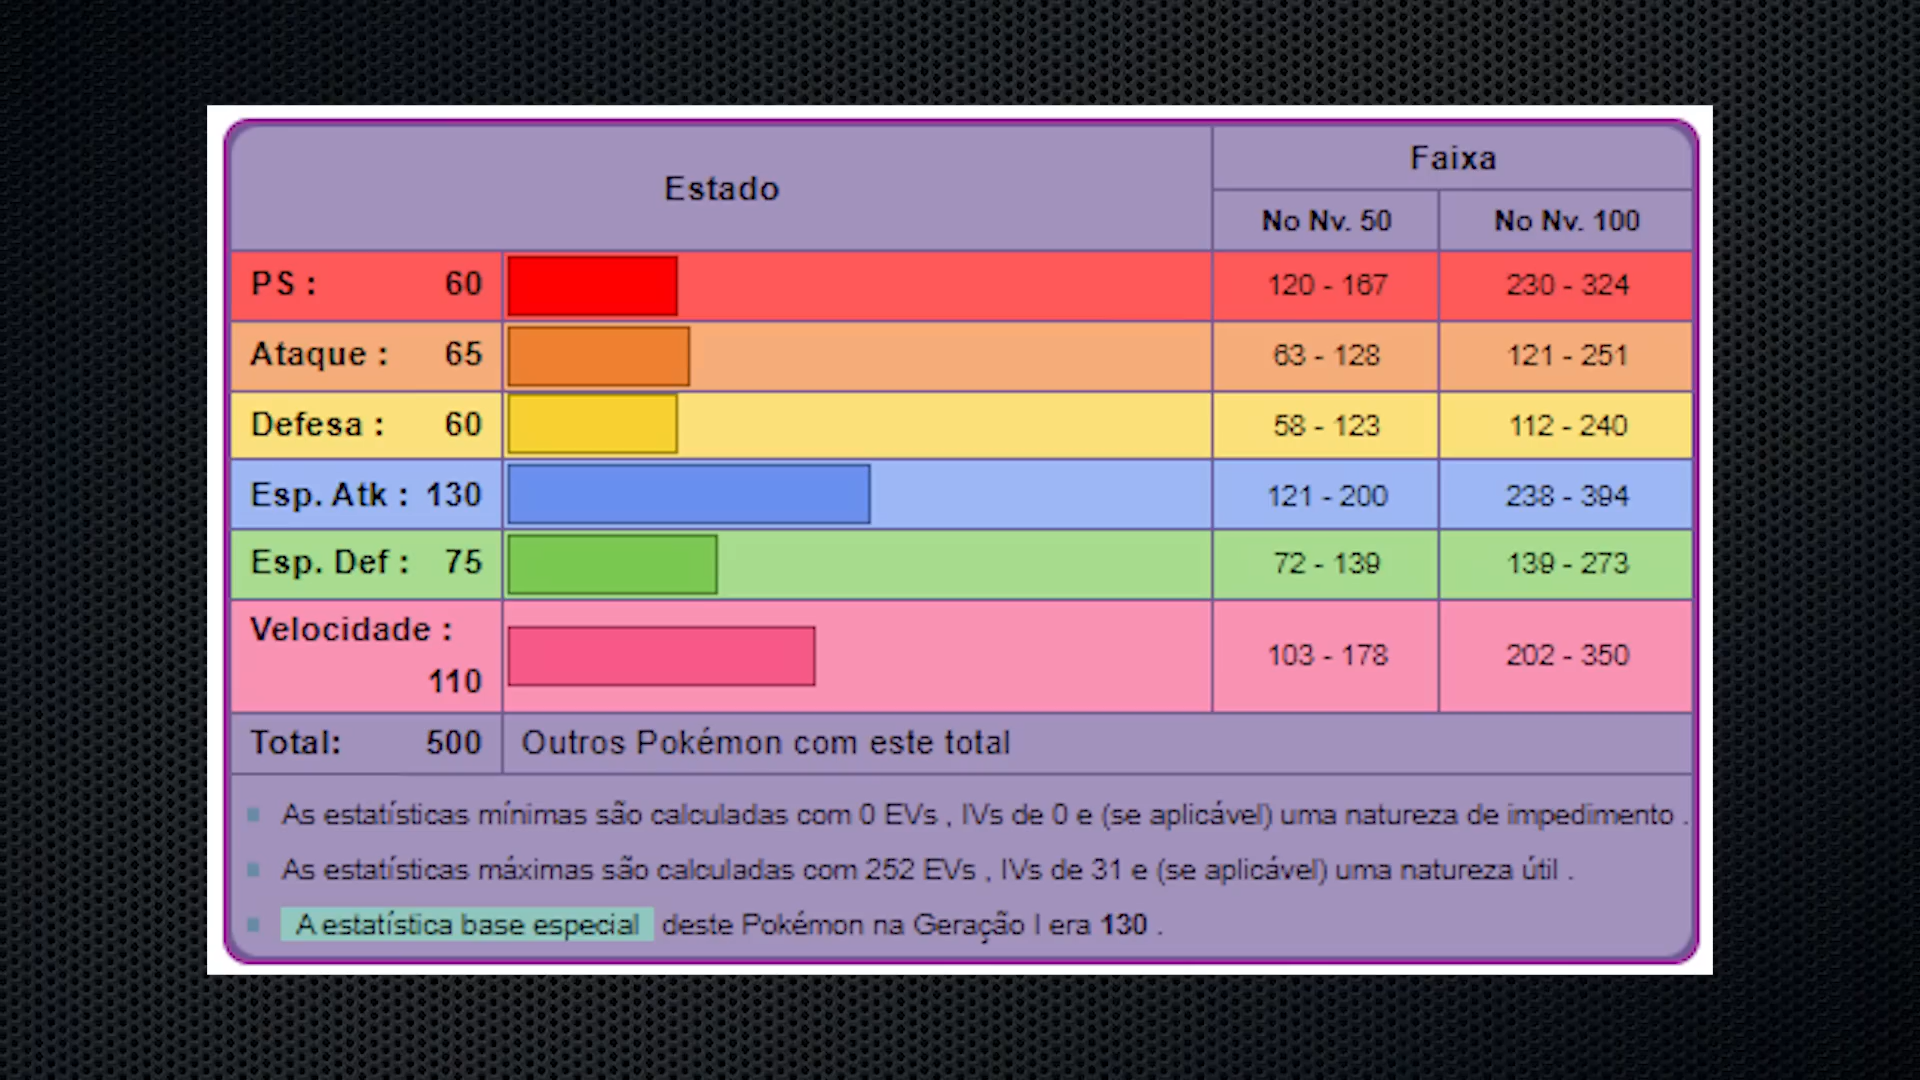 Estado
Faixa
No Nv. 50
No Nv. 100
PS : 60
120 - 167
230 - 324
Ataque : 65
63 - 128
121 - 251
Defesa : 60
58 - 123
112 - 240
Esp. Atk : 130
121 - 200
238 - 394
Esp. Def : 75
72 - 139
139 - 273
Velocidade :
110
103 - 178
202 - 350
Total: 500
Outros Pokémon com este total
As estatísticas mínimas são calculadas com 0 EVs , IVs de 0 e (se aplicável) uma natureza de impedimento .
As estatísticas máximas são calculadas com 252 EVs , IVs de 31 e (se aplicável) uma natureza útil .
A estatística base especial deste Pokémon na Geração I era 130 .